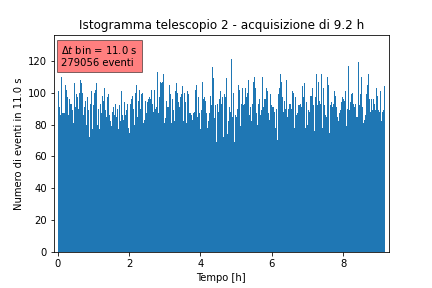 Istogramma telescopio 2 - acquisizione di 9.2 h
Δt bin = 11.0 s
279056 eventi
Numero di eventi in 11.0 s
120
100
80
60
40
20
0
0 2 4 6 8
Tempo [h]